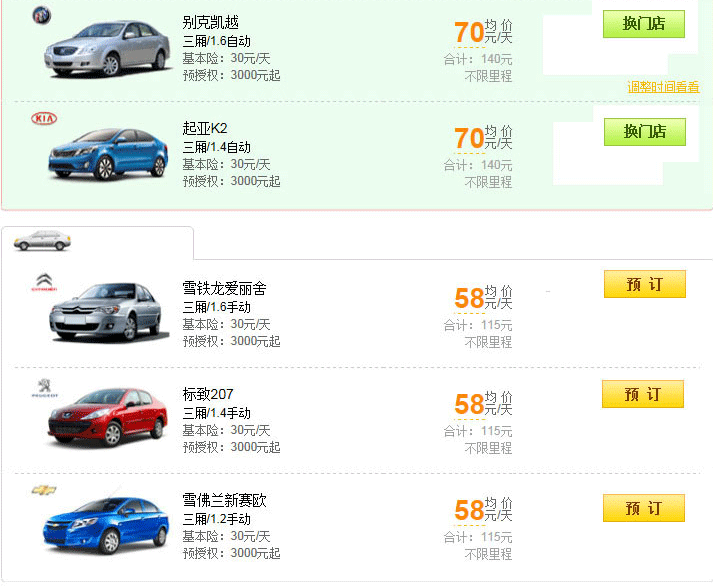 别克凯越
三厢/1.6自动
基本险：30元/天
预授权：3000元起
70 均价 元/天
合计：140元
不限里程
换门店
调整时间看看
KIA
起亚K2
三厢/1.4自动
基本险：30元/天
预授权：3000元起
70 均价 元/天
合计：140元
不限里程
换门店
CITROËN
雪铁龙爱丽舍
三厢/1.6手动
基本险：30元/天
预授权：3000元起
58 均价 元/天
合计：115元
不限里程
预 订
PEUGEOT
标致207
三厢/1.4手动
基本险：30元/天
预授权：3000元起
58 均价 元/天
合计：115元
不限里程
预 订
雪佛兰新赛欧
三厢/1.2手动
基本险：30元/天
预授权：3000元起
58 均价 元/天
合计：115元
不限里程
预 订